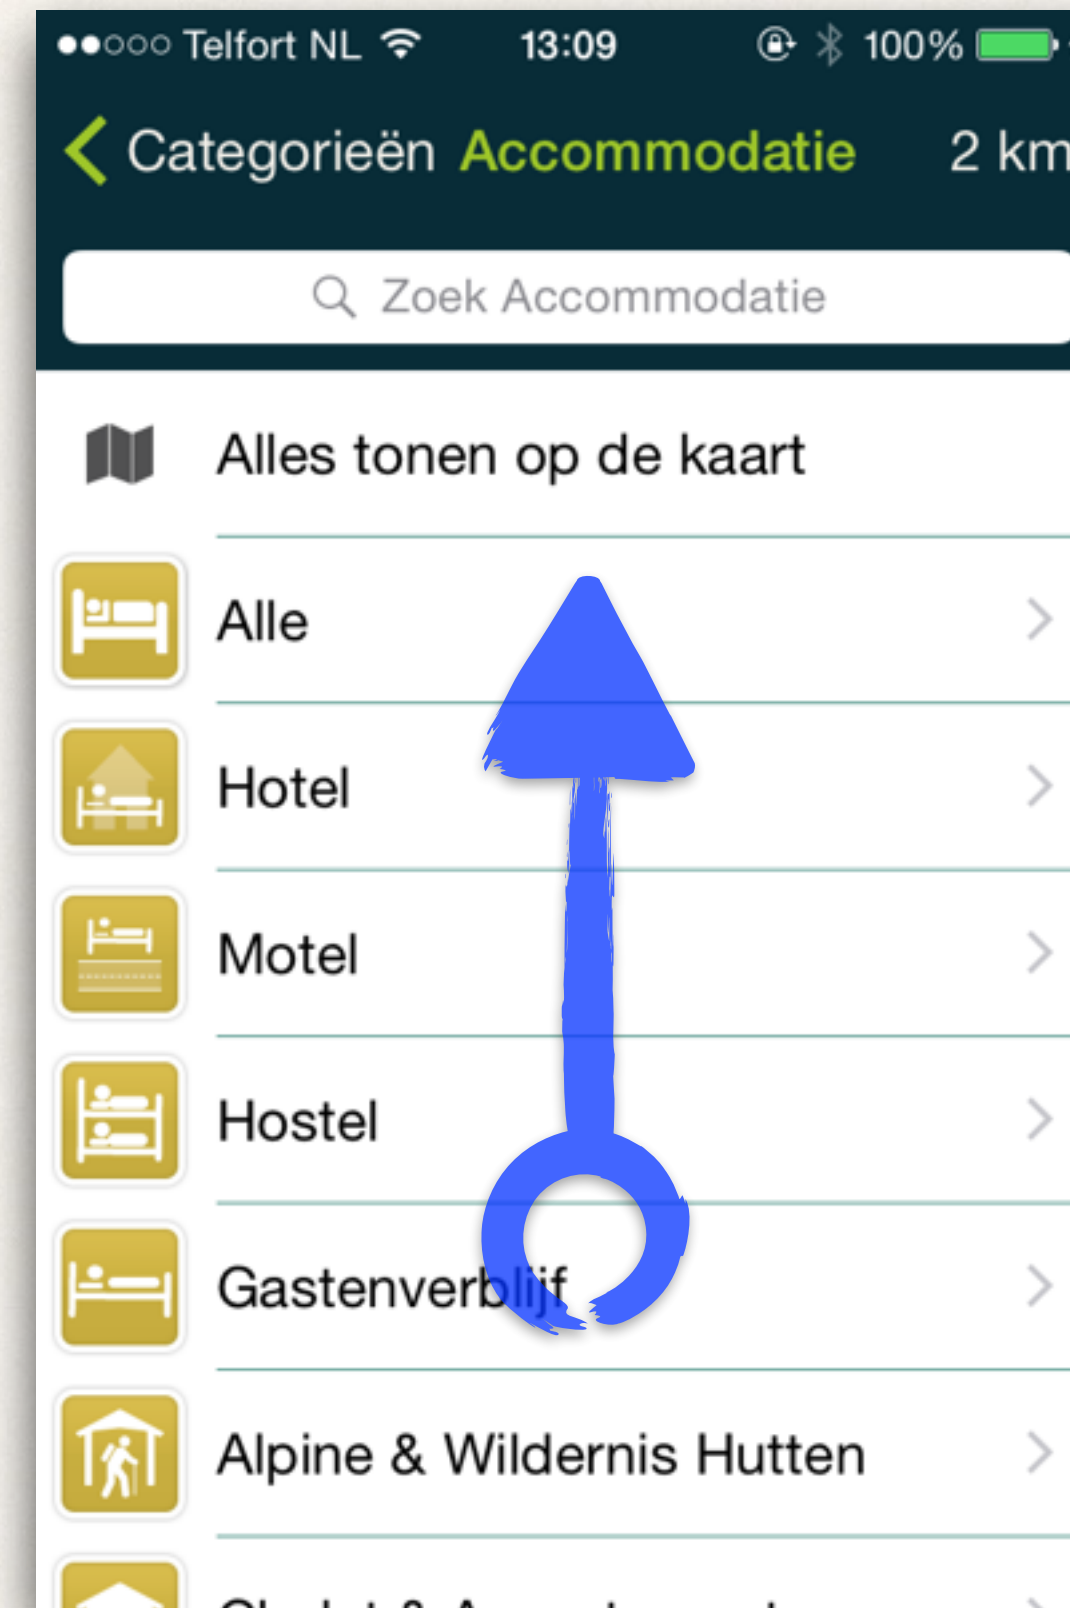 Telfort NL 13:09 100%
Categorieën Accommodatie 2 km
Zoek Accommodatie
Alles tonen op de kaart
Alle
Hotel
Motel
Hostel
Gastenverblijf
Alpine & Wildernis Hutten